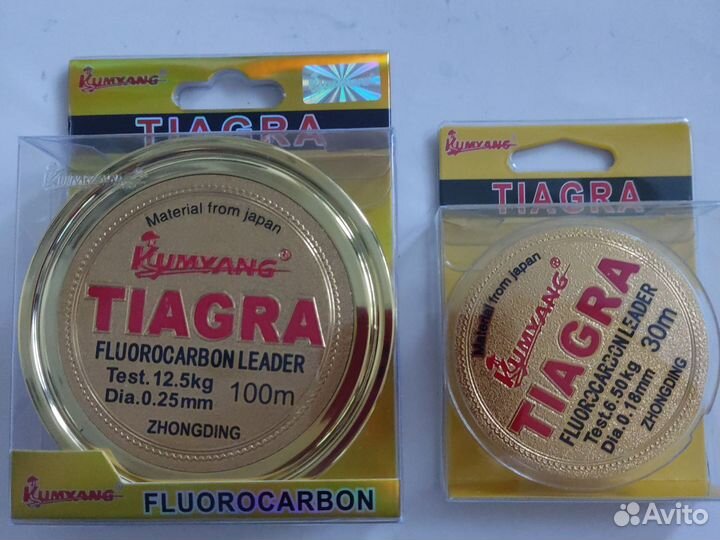 KUMYANG®
TIAGRA
KUMYANG
Material from japan
KUMYANG®
TIAGRA
FLUOROCARBON LEADER
Test.12.5kg
Dia.0.25mm
100m
ZHONGDING
KUMYANG®
FLUOROCARBON
KUMYANG®
TIAGRA
Material from japan
KUMYANG®
TIAGRA
FLUOROCARBON LEADER
Test.6.50kg
Dia.0.18mm
30m
ZHONGDING
Avito